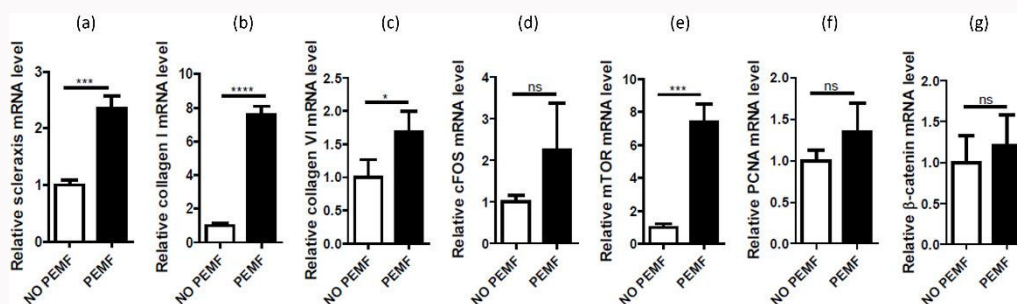 (a)
Relative scleraxis mRNA level
3
2
1
0
***
NO PEMF
PEMF
(b)
Relative collagen I mRNA level
10
8
6
4
2
0
****
NO PEMF
PEMF
(c)
Relative collagen VI mRNA level
2.5
2.0
1.5
1.0
0.5
0.0
*
NO PEMF
PEMF
(d)
Relative cFOS mRNA level
5
4
3
2
1
0
ns
NO PEMF
PEMF
(e)
Relative mTOR mRNA level
10
8
6
4
2
0
***
NO PEMF
PEMF
(f)
Relative PCNA mRNA level
2.0
1.5
1.0
0.5
0.0
ns
NO PEMF
PEMF
(g)
Relative β-catenin mRNA level
2.0
1.5
1.0
0.5
0.0
ns
NO PEMF
PEMF